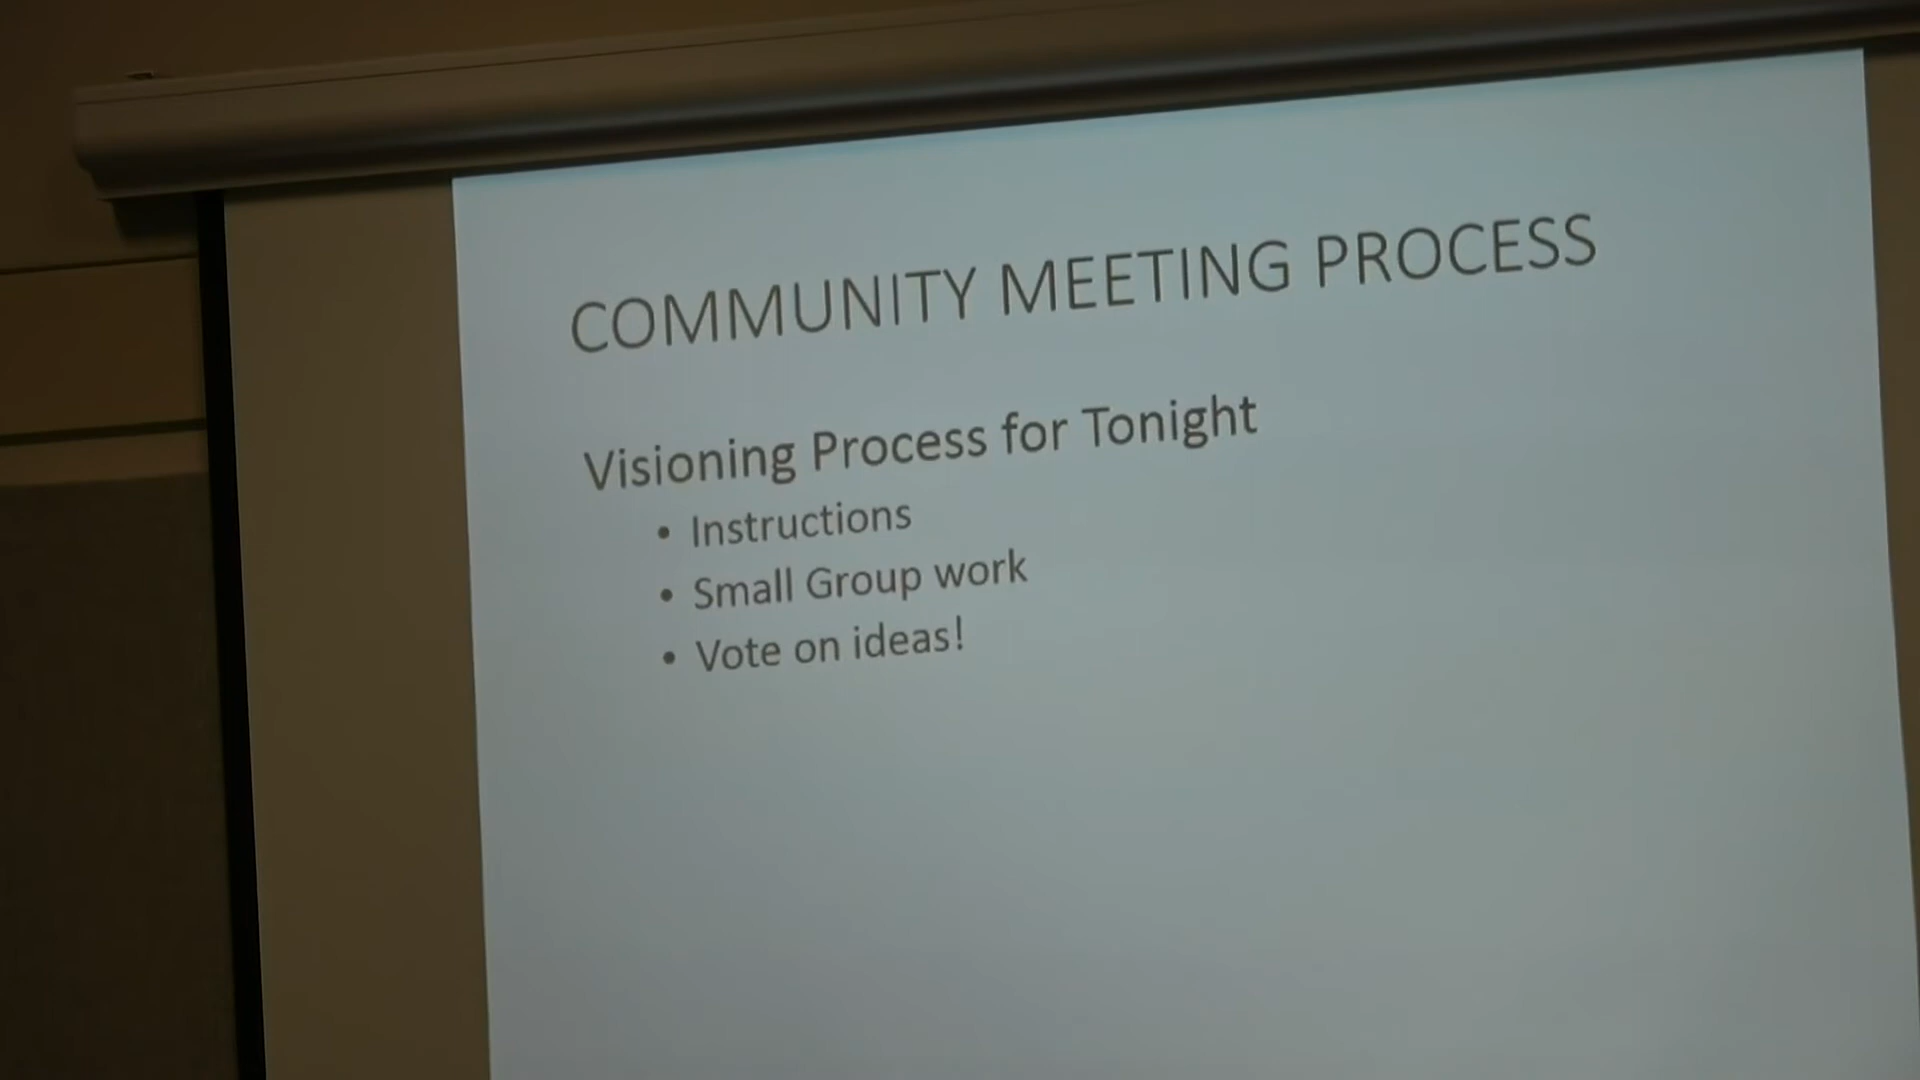 COMMUNITY MEETING PROCESS
Visioning Process for Tonight
• Instructions
• Small Group work
• Vote on ideas!